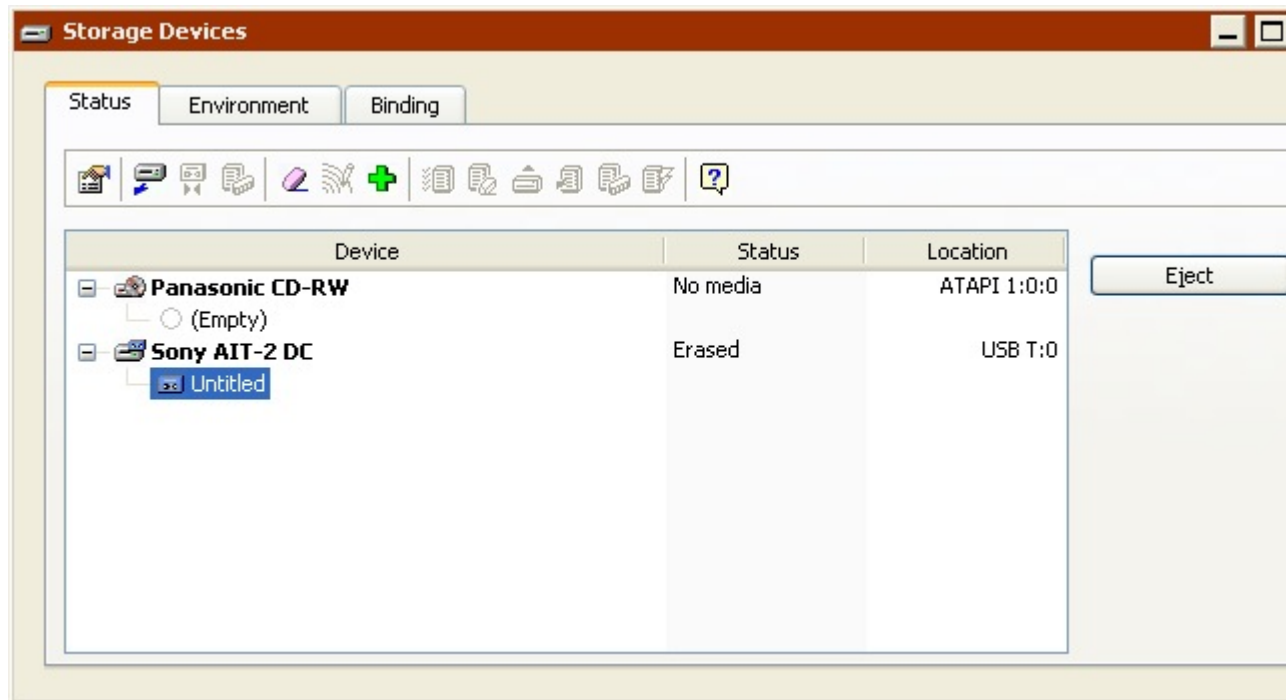 Storage Devices
Status Environment Binding
Device Status Location
Eject
Panasonic CD-RW No media ATAPI 1:0:0
(Empty)
Sony AIT-2 DC Erased USB T:0
Untitled